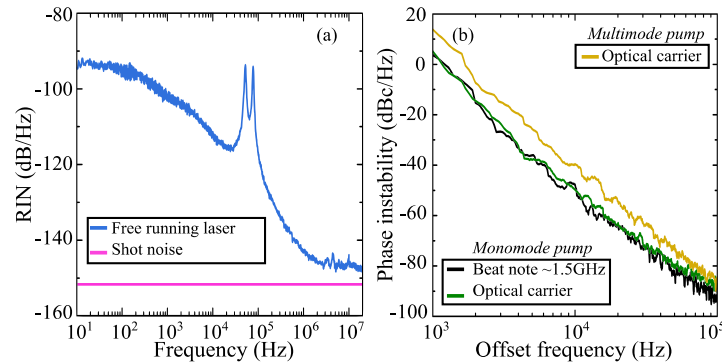 (a)
RIN (dB/Hz)
-80
-100
-120
-140
-160
Free running laser
Shot noise
10^1 10^2 10^3 10^4 10^5 10^6 10^7
Frequency (Hz)
(b)
Phase instability (dBc/Hz)
20
0
-20
-40
-60
-80
-100
Multimode pump
Optical carrier
Monomode pump
Beat note ~1.5GHz
Optical carrier
10^3 10^4 10^5
Offset frequency (Hz)